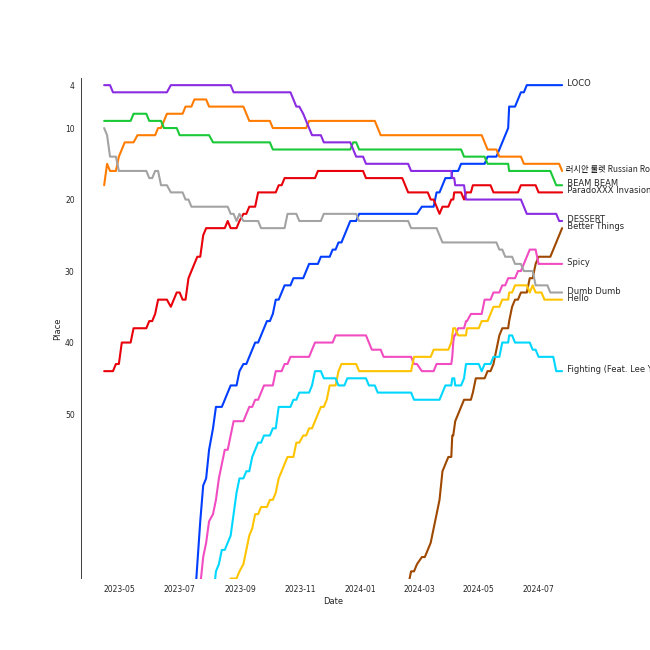 4
LOCO
10
러시안 룰렛 Russian Ro
BEAM BEAM
ParadoXXX Invasion
20
DESSERT
Better Things
Spicy
30
Dumb Dumb
Hello
Place
40
Fighting (Feat. Lee Y
50
2023-05 2023-07 2023-09 2023-11 2024-01 2024-03 2024-05 2024-07
Date